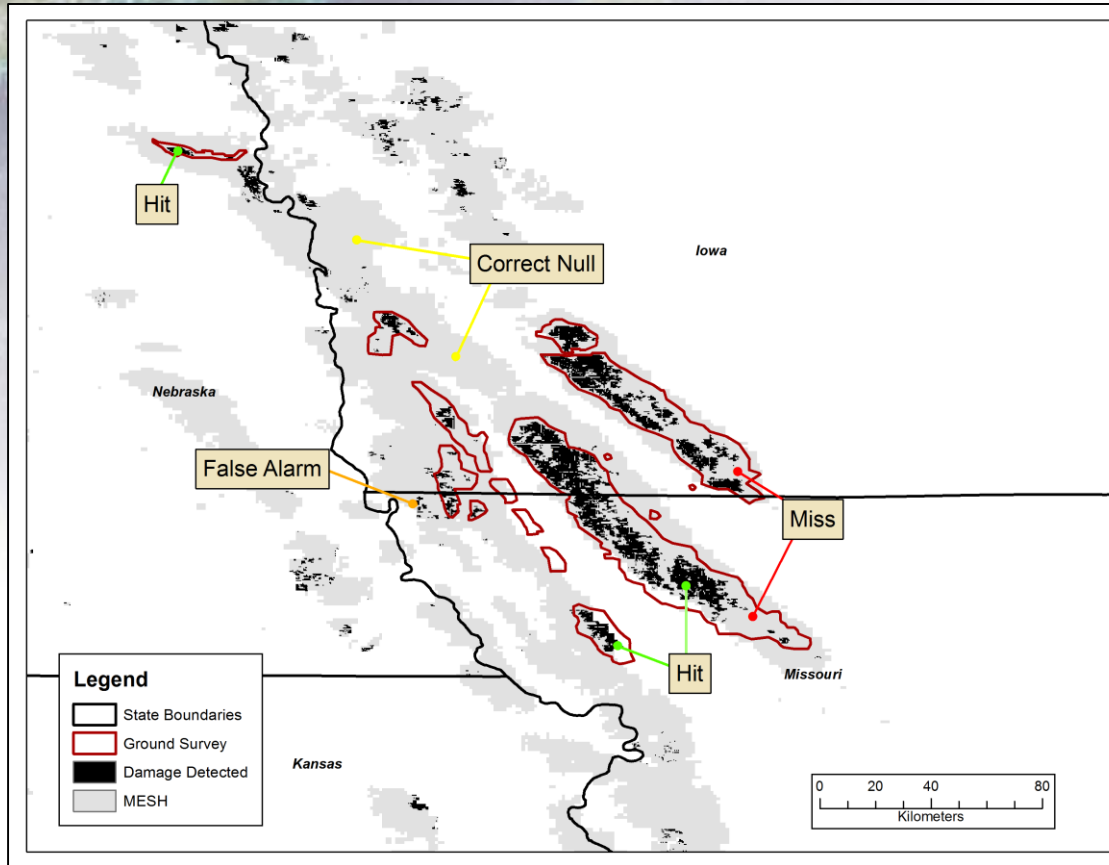 Hit
Correct Null
Iowa
Nebraska
False Alarm
Miss
Hit
Missouri
Legend
State Boundaries
Ground Survey
Damage Detected
MESH
Kansas
0 20 40 60 80
Kilometers